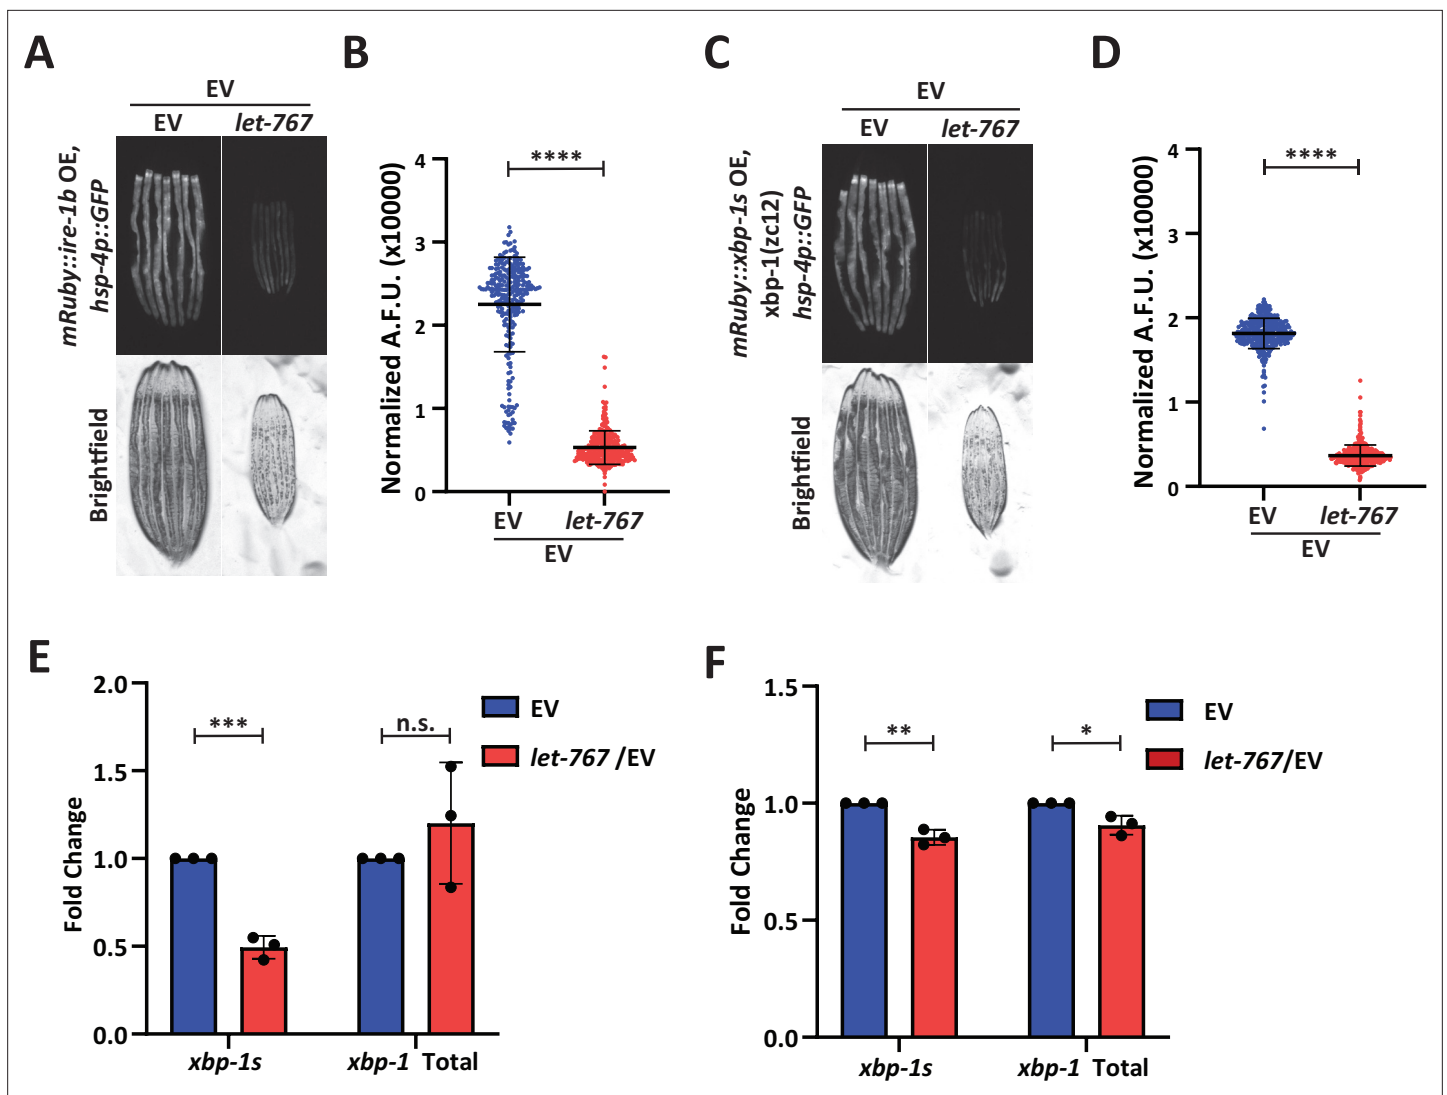 A
EV
EV let-767
mRuby::ire-1b OE,
hsp-4p::GFP
Brightfield
B
Normalized A.F.U. (x10000)
4
3
2
1
0
****
EV let-767
EV
C
EV
EV let-767
mRuby::xbp-1s OE,
xbp-1(zc12)
hsp-4p::GFP
Brightfield
D
Normalized A.F.U. (x10000)
4
3
2
1
0
****
EV let-767
EV
E
Fold Change
2.0
1.5
1.0
0.5
0.0
***
n.s.
EV
let-767 /EV
xbp-1s xbp-1 Total
F
Fold Change
1.5
1.0
0.5
0.0
**
*
EV
let-767/EV
xbp-1s xbp-1 Total